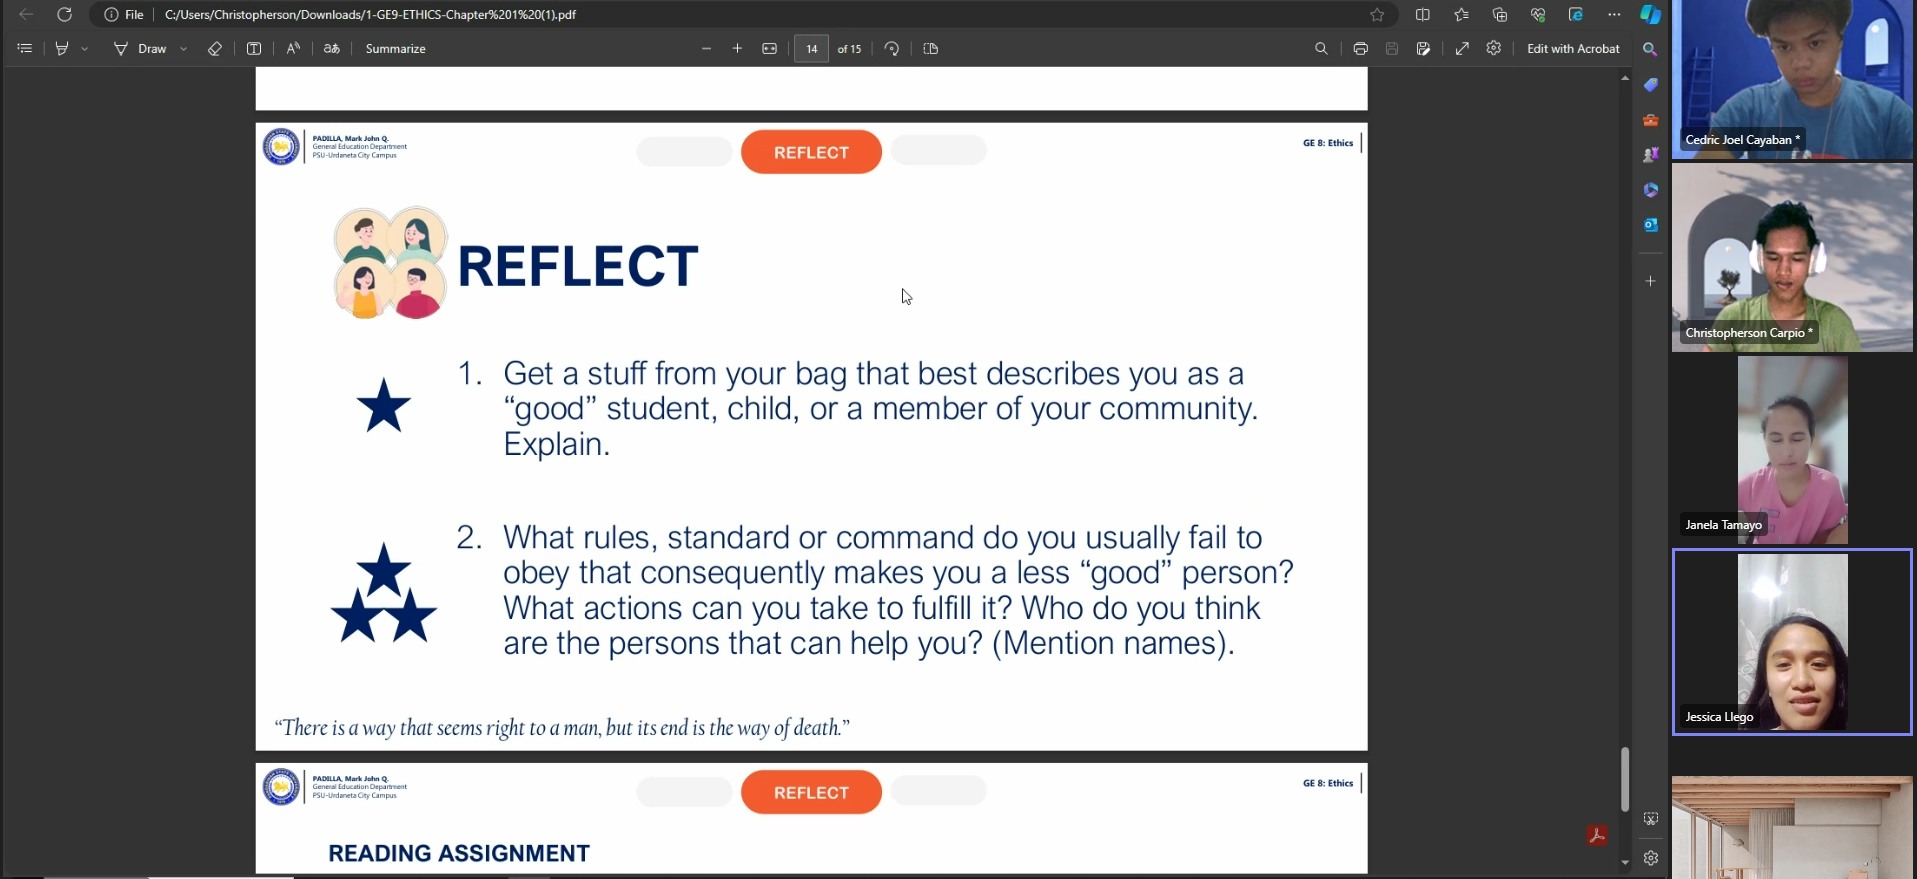 File
C:/Users/Christopherson/Downloads/1-GE9-ETHICS-Chapter%201%20(1).pdf
Draw
aあ
Summarize
14
of 15
Edit with Acrobat
PADILLA, Mark John Q.
General Education Department
PSU-Urdaneta City Campus
REFLECT
GE 8: Ethics
REFLECT
1. Get a stuff from your bag that best describes you as a
“good” student, child, or a member of your community.
Explain.
2. What rules, standard or command do you usually fail to
obey that consequently makes you a less “good” person?
What actions can you take to fulfill it? Who do you think
are the persons that can help you? (Mention names).
“There is a way that seems right to a man, but its end is the way of death.”
PADILLA, Mark John Q.
General Education Department
PSU-Urdaneta City Campus
REFLECT
GE 8: Ethics
READING ASSIGNMENT
Cedric Joel Cayaban *
Christopherson Carpio *
Janela Tamayo
Jessica Llego